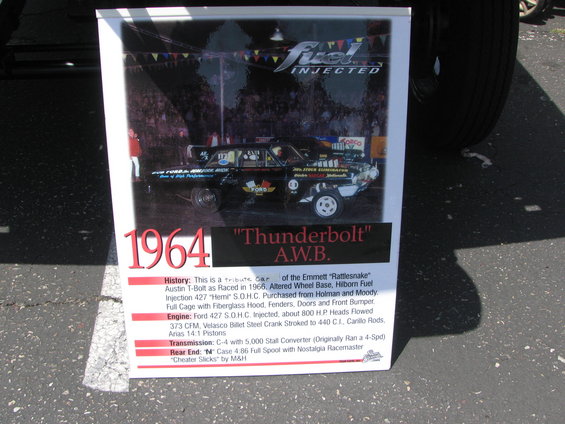 fuel
INJECTED
1964
"Thunderbolt"
A.W.B.
History: This is a tribute Car of the Emmett "Rattlesnake"
Austin T-Bolt as Raced in 1966, Altered Wheel Base, Hilborn Fuel
Injection 427 "Hemi" S.O.H.C. Purchased from Holman and Moody.
Full Cage with Fiberglass Hood, Fenders, Doors and Front Bumper.
Engine: Ford 427 S.O.H.C. Injected, about 800 H.P. Heads Flowed
373 CFM, Velasco Billet Steel Crank Stroked to 440 C.I., Carillo Rods,
Arias 14:1 Pistons
Transmission: C-4 with 5,000 Stall Converter (Originally Ran a 4-Spd)
Rear End: "N" Case 4:86 Full Spool with Nostalgia Racemaster
"Cheater Slicks" by M&H